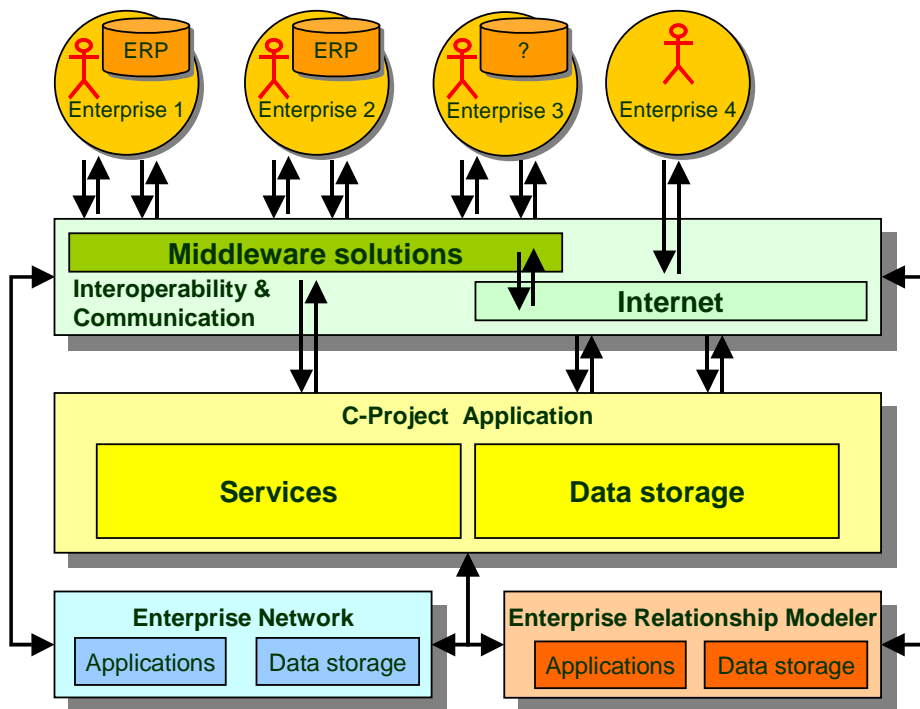 ERP
Enterprise 1
ERP
Enterprise 2
?
Enterprise 3
Enterprise 4
Middleware solutions
Interoperability &
Communication
Internet
C-Project Application
Services
Data storage
Enterprise Network
Applications
Data storage
Enterprise Relationship Modeler
Applications
Data storage